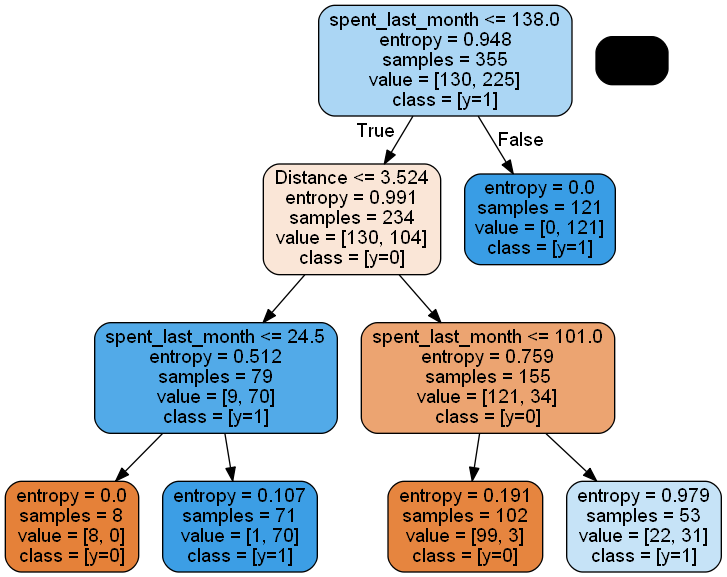 spent_last_month <= 138.0
entropy = 0.948
samples = 355
value = [130, 225]
class = [y=1]
True
False
Distance <= 3.524
entropy = 0.991
samples = 234
value = [130, 104]
class = [y=0]
entropy = 0.0
samples = 121
value = [0, 121]
class = [y=1]
spent_last_month <= 24.5
entropy = 0.512
samples = 79
value = [9, 70]
class = [y=1]
spent_last_month <= 101.0
entropy = 0.759
samples = 155
value = [121, 34]
class = [y=0]
entropy = 0.0
samples = 8
value = [8, 0]
class = [y=0]
entropy = 0.107
samples = 71
value = [1, 70]
class = [y=1]
entropy = 0.191
samples = 102
value = [99, 3]
class = [y=0]
entropy = 0.979
samples = 53
value = [22, 31]
class = [y=1]